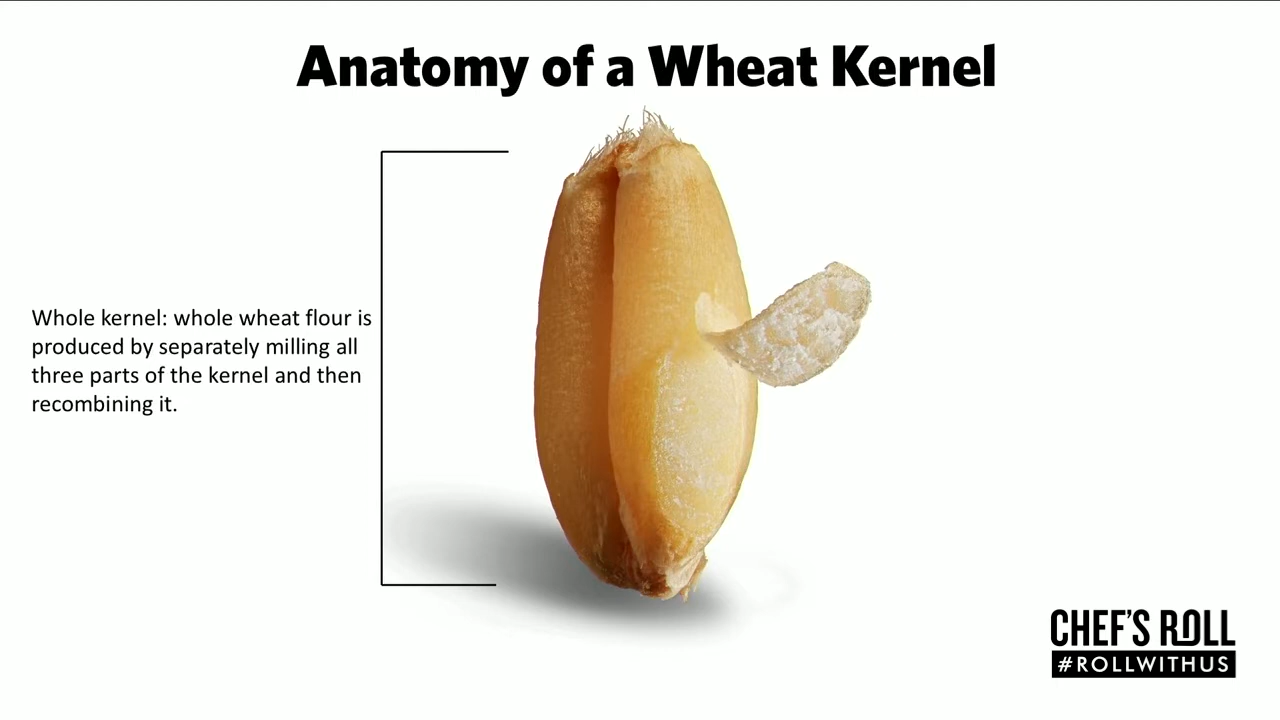 Anatomy of a Wheat Kernel
Whole kernel: whole wheat flour is
produced by separately milling all
three parts of the kernel and then
recombining it.
CHEF'S ROLL
#ROLLWITHUS